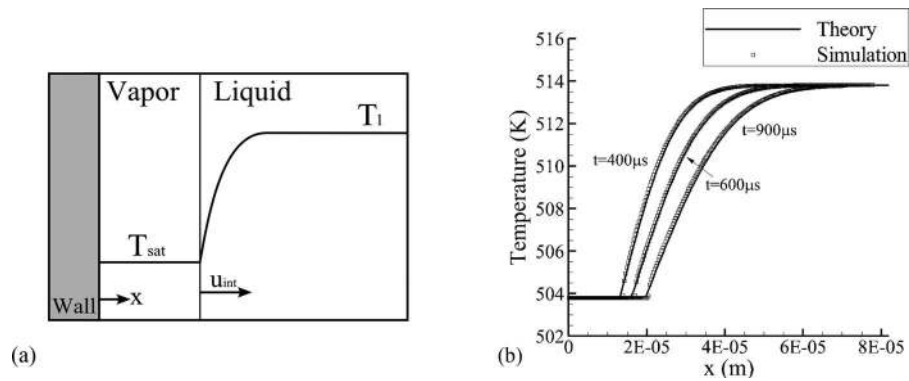 Vapor
Liquid
T1
Tsat
uint
Wall
x
(a)
516
514
512
510
508
506
504
502
Temperature (K)
Theory
Simulation
t=400μs
t=900μs
t=600μs
0
2E-05
4E-05
6E-05
8E-05
x (m)
(b)